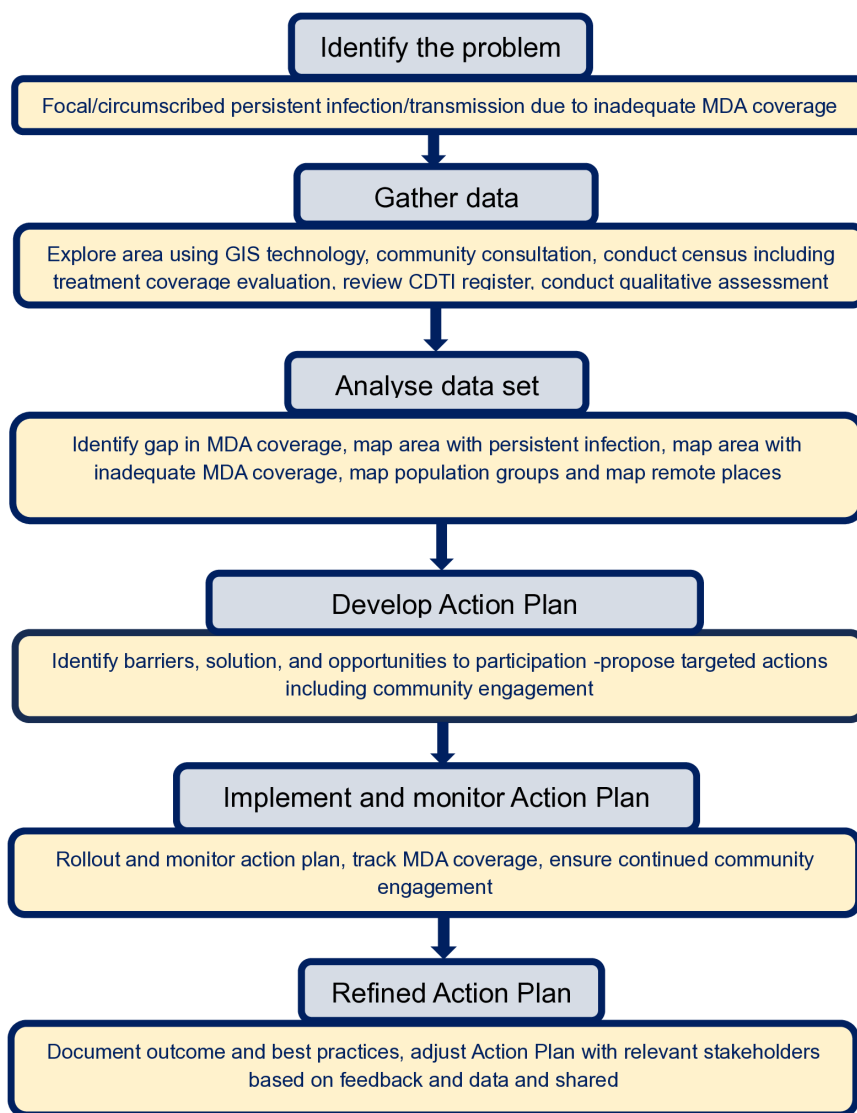 Identify the problem
Focal/circumscribed persistent infection/transmission due to inadequate MDA coverage
Gather data
Explore area using GIS technology, community consultation, conduct census including
treatment coverage evaluation, review CDTI register, conduct qualitative assessment
Analyse data set
Identify gap in MDA coverage, map area with persistent infection, map area with
inadequate MDA coverage, map population groups and map remote places
Develop Action Plan
Identify barriers, solution, and opportunities to participation -propose targeted actions
including community engagement
Implement and monitor Action Plan
Rollout and monitor action plan, track MDA coverage, ensure continued community
engagement
Refined Action Plan
Document outcome and best practices, adjust Action Plan with relevant stakeholders
based on feedback and data and shared